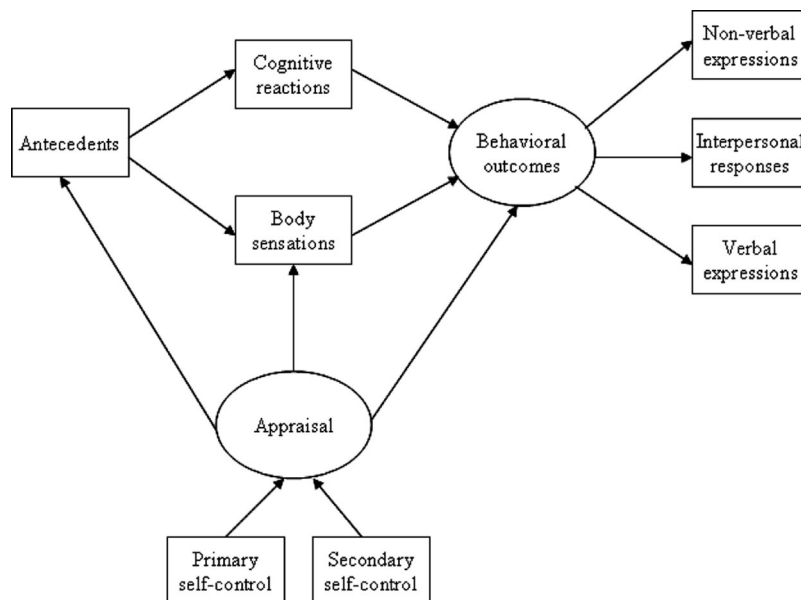 Non-verbal
expressions
Cognitive
reactions
Antecedents
Behavioral
outcomes
Interpersonal
responses
Body
sensations
Verbal
expressions
Appraisal
Primary
self-control
Secondary
self-control